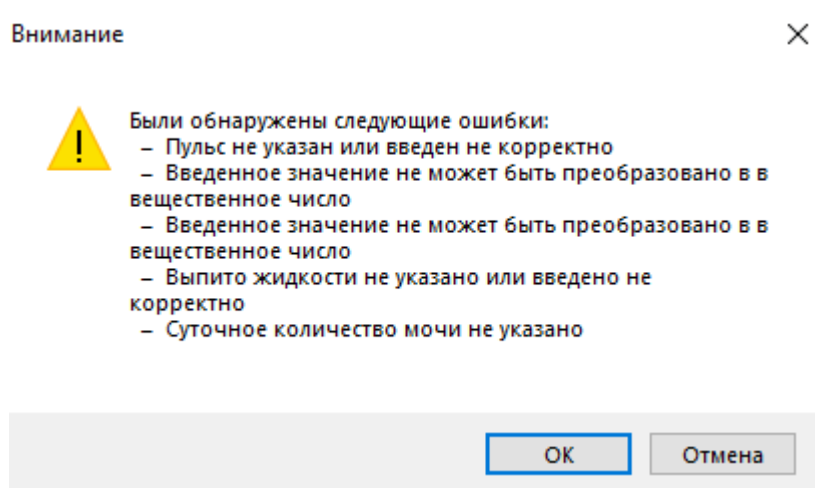 Внимание
Были обнаружены следующие ошибки:
– Пульс не указан или введен не корректно
– Введенное значение не может быть преобразовано в в
вещественное число
– Введенное значение не может быть преобразовано в в
вещественное число
– Выпито жидкости не указано или введено не
корректно
– Суточное количество мочи не указано
ОК Отмена